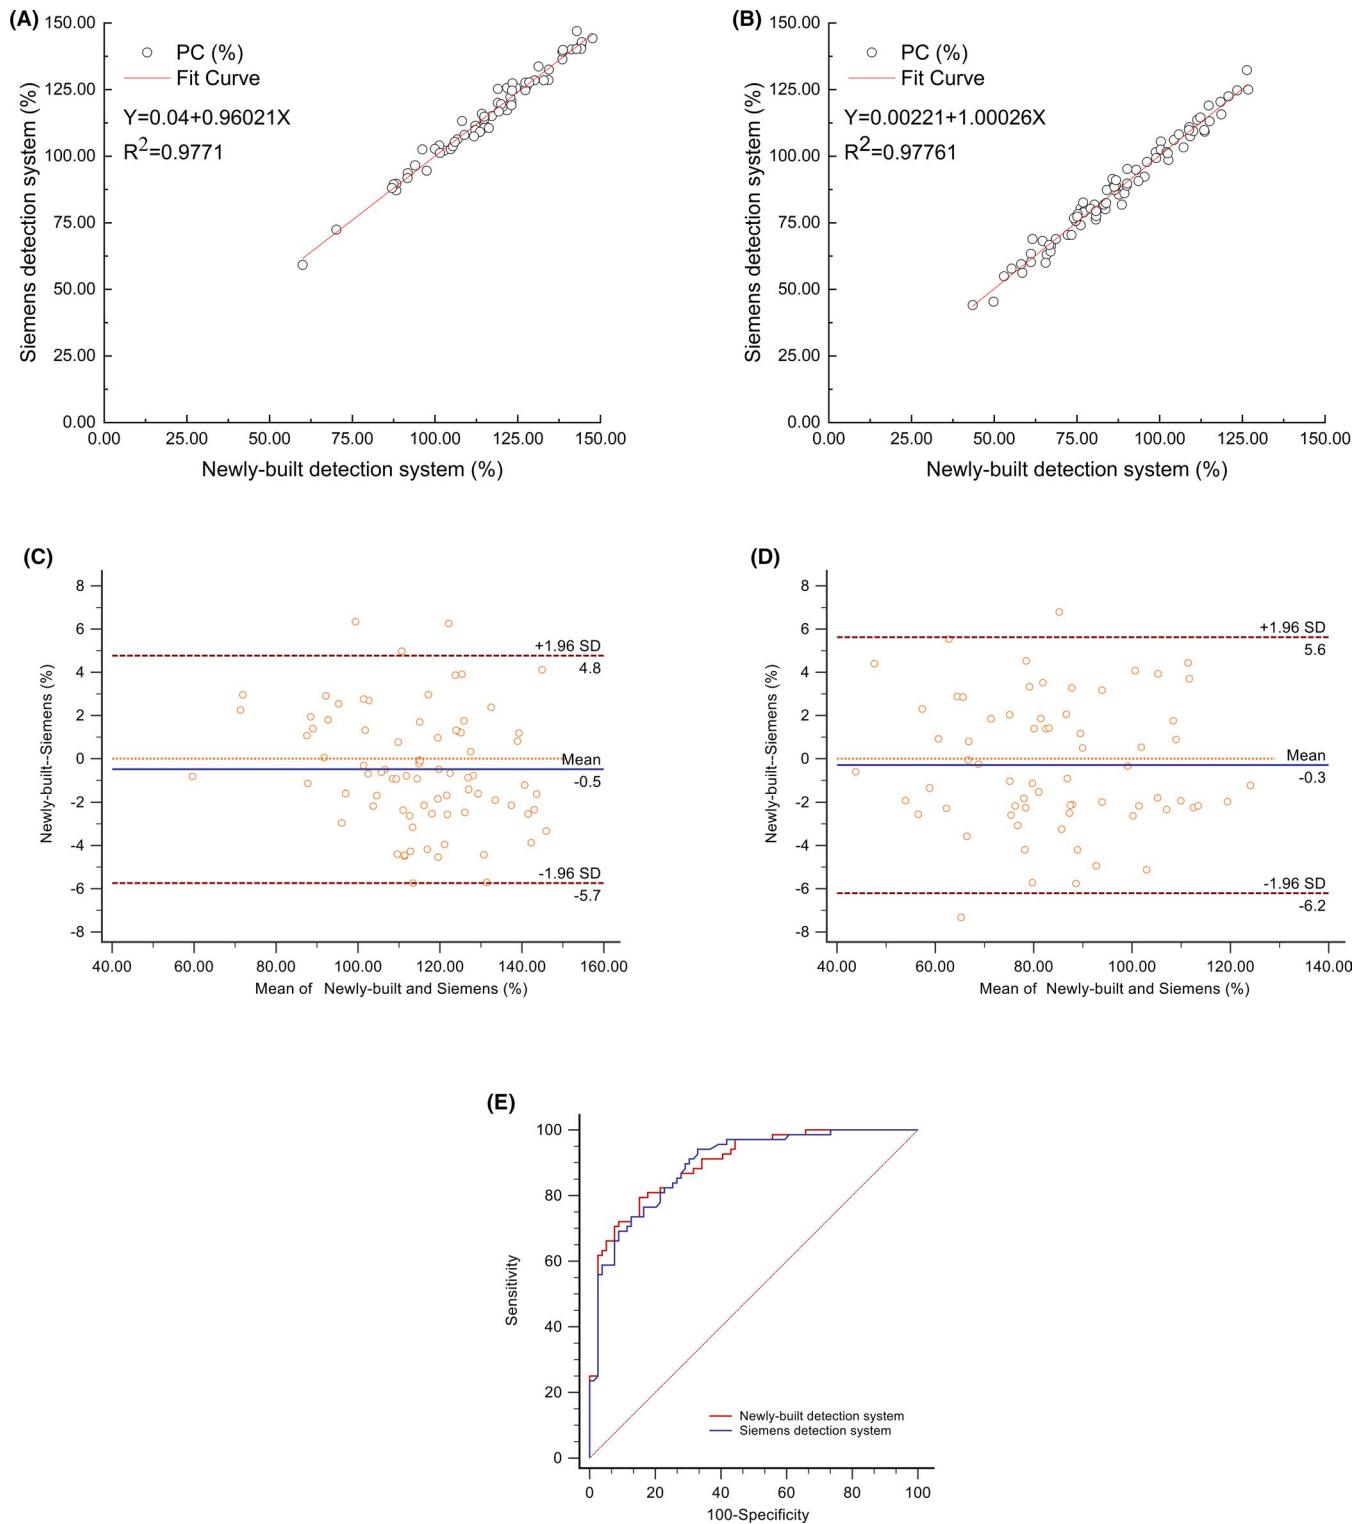 (A)
150.00
125.00
100.00
75.00
50.00
25.00
0.00
Siemens detection system (%)
PC (%)
Fit Curve
Y=0.04+0.96021X
R2=0.9771
0.00 25.00 50.00 75.00 100.00 125.00 150.00
Newly-built detection system (%)
(B)
150.00
125.00
100.00
75.00
50.00
25.00
0.00
Siemens detection system (%)
PC (%)
Fit Curve
Y=0.00221+1.00026X
R2=0.97761
0.00 25.00 50.00 75.00 100.00 125.00 150.00
Newly-built detection system (%)
(C)
8
6
4
2
0
-2
-4
-6
-8
Newly-built--Siemens (%)
+1.96 SD
4.8
Mean
-0.5
-1.96 SD
-5.7
40.00 60.00 80.00 100.00 120.00 140.00 160.00
Mean of Newly-built and Siemens (%)
(D)
8
6
4
2
0
-2
-4
-6
-8
Newly-built--Siemens (%)
+1.96 SD
5.6
Mean
-0.3
-1.96 SD
-6.2
40.00 60.00 80.00 100.00 120.00 140.00
Mean of Newly-built and Siemens (%)
(E)
100
80
60
40
20
0
Sensitivity
Newly-built detection system
Siemens detection system
0 20 40 60 80 100
100-Specificity